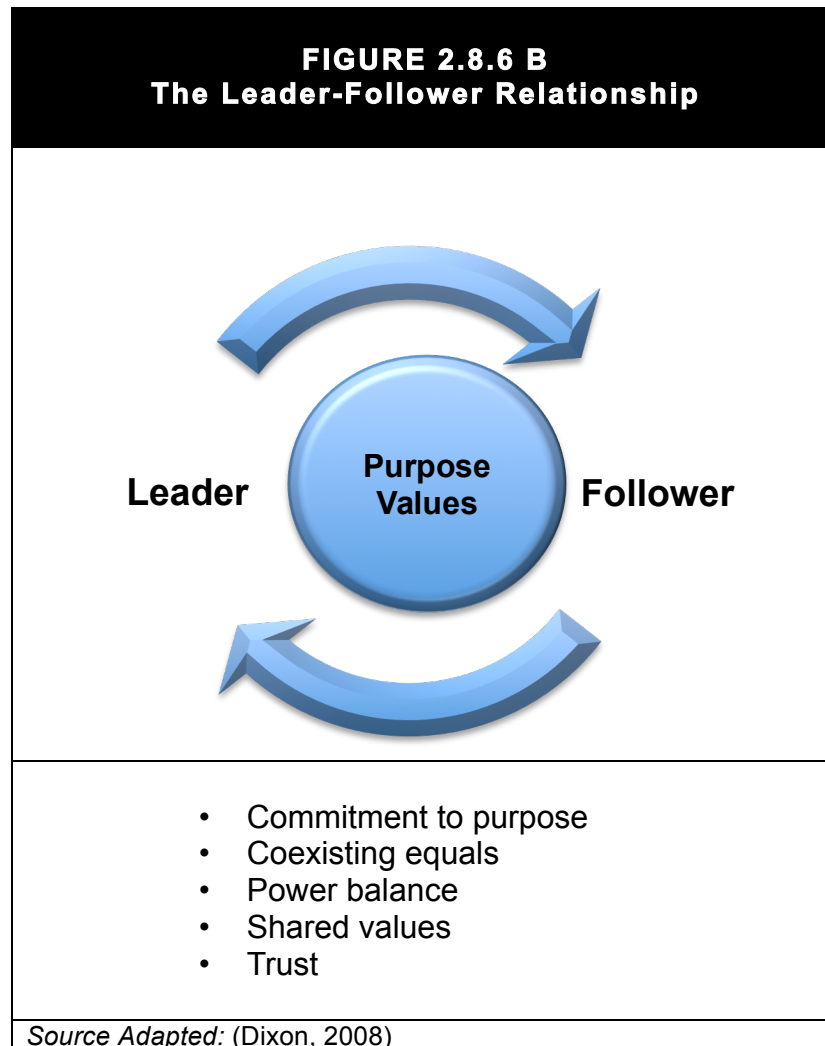 FIGURE 2.8.6 B
The Leader-Follower Relationship
Purpose
Values
Leader
Follower
• Commitment to purpose
• Coexisting equals
• Power balance
• Shared values
• Trust
Source Adapted: (Dixon, 2008)